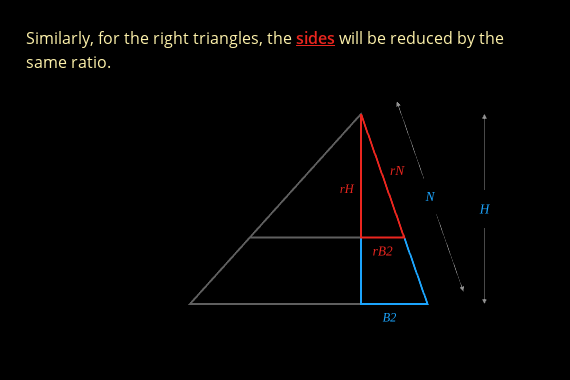 Similarly, for the right triangles, the sides will be reduced by the
same ratio.
rN
rH
N
H
rB2
B2